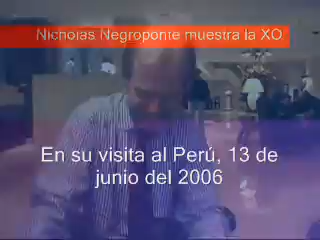 Nicholas Negroponte muestra la XO
En su visita al Perú, 13 de
junio del 2006